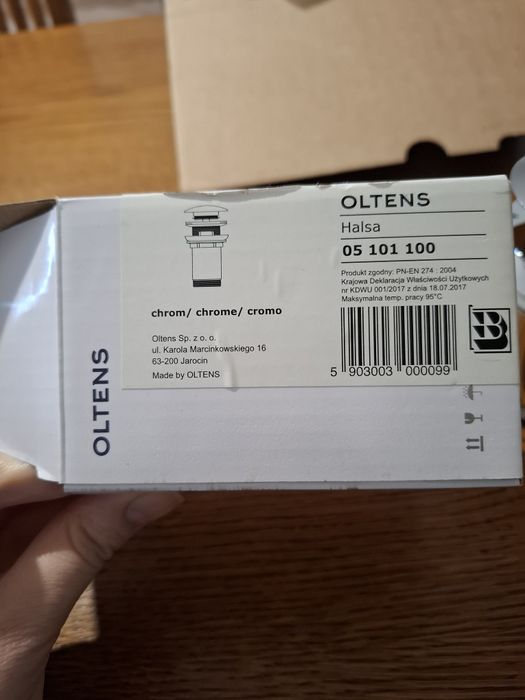 OLTENS
Halsa
05 101 100
Produkt zgodny: PN-EN 274 : 2004
Krajowa Deklaracja Właściwości Użytkowych
nr KDWU 001/2017 z dnia 18.07.2017
Maksymalna temp. pracy 95°C
chrom/ chrome/ cromo
Oltens Sp. z o. o.
ul. Karola Marcinkowskiego 16
63-200 Jarocin
Made by OLTENS
5 903003 000099
B
OLTENS